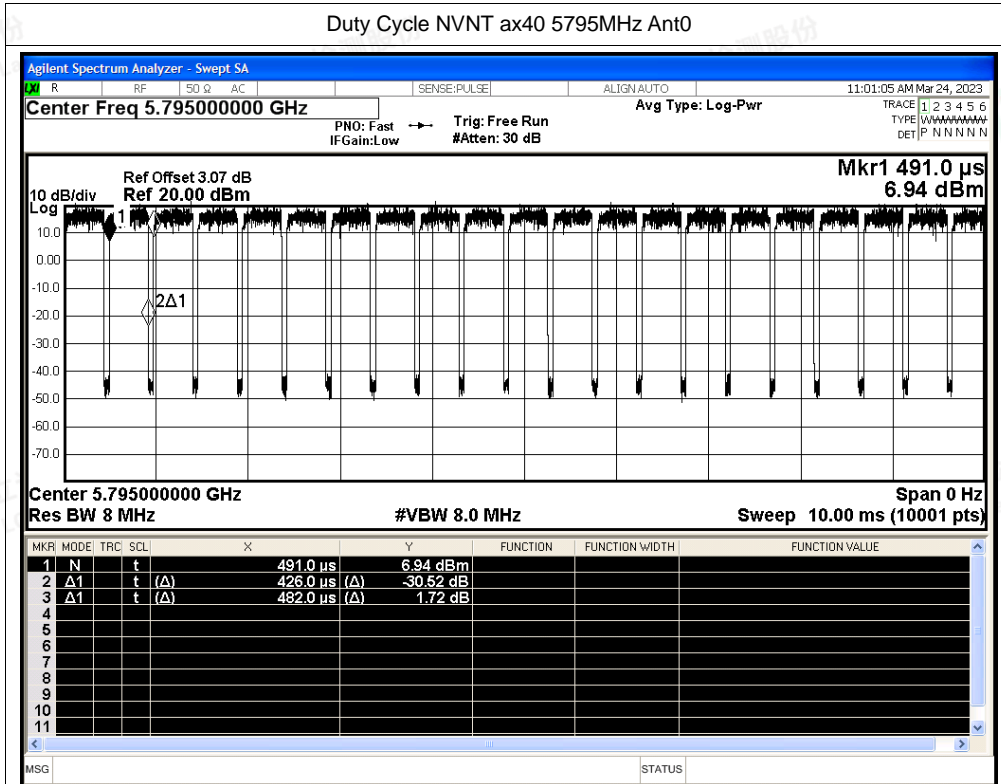 Duty Cycle NVNT ax40 5795MHz Ant0
Agilent Spectrum Analyzer - Swept SA
LXI R RF 50 Ω AC SENSE:PULSE ALIGN AUTO 11:01:05 AM Mar 24, 2023
Center Freq 5.795000000 GHz Avg Type: Log-Pwr TRACE 1 2 3 4 5 6
PNO: Fast Trig: Free Run TYPE
IFGain:Low #Atten: 30 dB DET P N N N N N
Mkr1 491.0 µs
Ref Offset 3.07 dB
10 dB/div Ref 20.00 dBm 6.94 dBm
Log
1
10.0
0.00
-10.0
2Δ1
-20.0
-30.0
-40.0
-50.0
-60.0
-70.0
Center 5.795000000 GHz Span 0 Hz
Res BW 8 MHz #VBW 8.0 MHz Sweep 10.00 ms (10001 pts)
MKR MODE TRC SCL X Y FUNCTION FUNCTION WIDTH FUNCTION VALUE
1 N t 491.0 µs 6.94 dBm
2 Δ1 t (Δ) 426.0 µs (Δ) -30.52 dB
3 Δ1 t (Δ) 482.0 µs (Δ) 1.72 dB
4
5
6
7
8
9
10
11
MSG STATUS